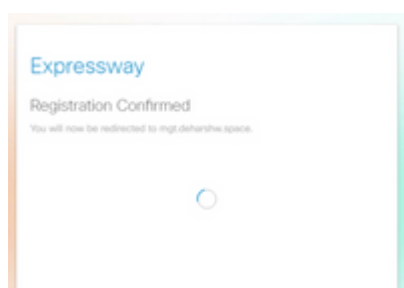 Expressway
Registration Confirmed
You will now be redirected to mgt.deharshw.space.